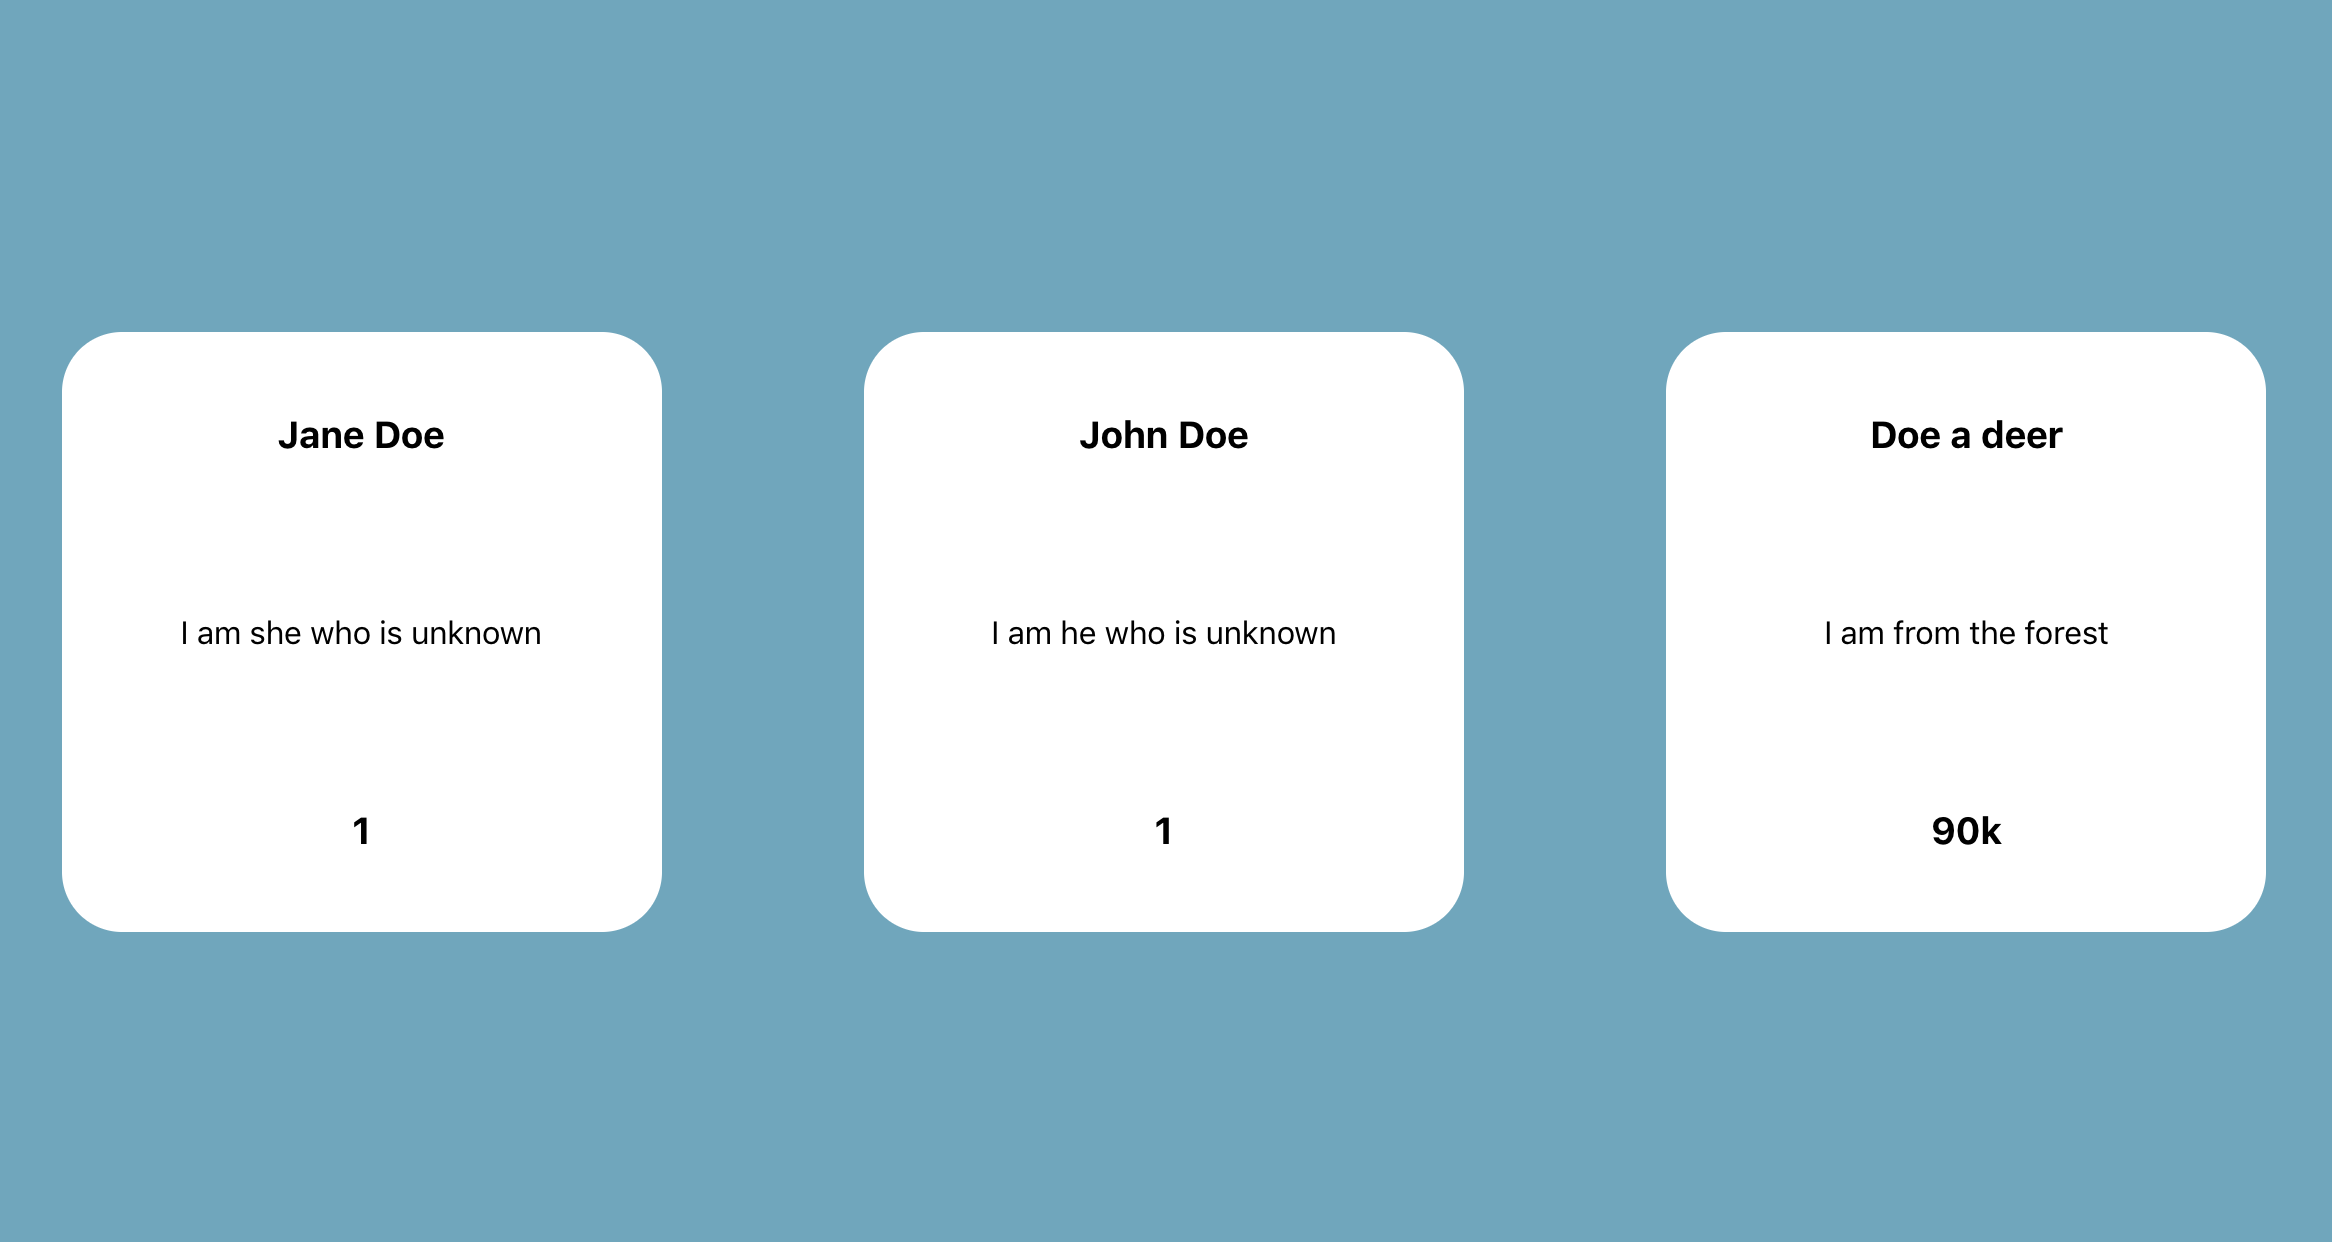 Jane Doe
I am she who is unknown
1
John Doe
I am he who is unknown
1
Doe a deer
I am from the forest
90k